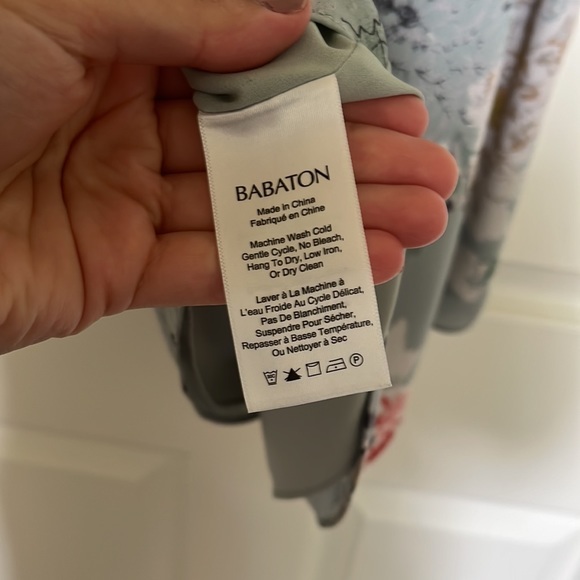 BABATON
Made in China
Fabriqué en Chine
Machine Wash Cold
Gentle Cycle, No Bleach,
Hang To Dry, Low Iron,
Or Dry Clean
Laver à La Machine à
L'eau Froide Au Cycle Délicat,
Pas De Blanchiment,
Suspendre Pour Sécher,
Repasser à Basse Température,
Ou Nettoyer à Sec